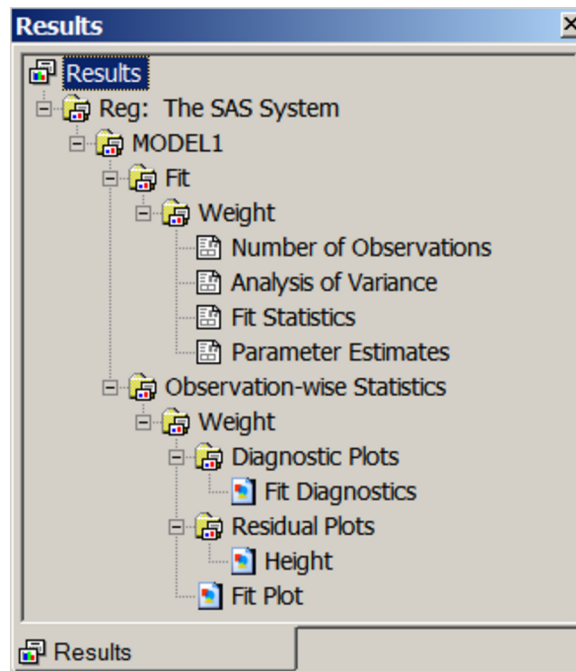 Results
Results
Reg: The SAS System
MODEL1
Fit
Weight
Number of Observations
Analysis of Variance
Fit Statistics
Parameter Estimates
Observation-wise Statistics
Weight
Diagnostic Plots
Fit Diagnostics
Residual Plots
Height
Fit Plot
Results